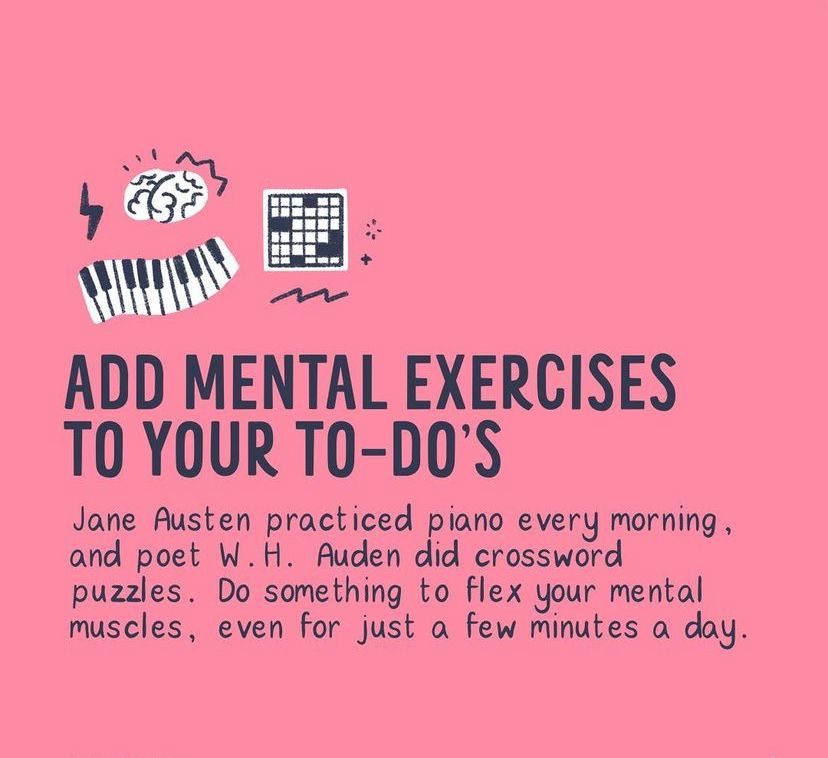 ADD MENTAL EXERCISES
TO YOUR TO-DO'S
Jane Austen practiced piano every morning,
and poet W.H. Auden did crossword
puzzles. Do something to flex your mental
muscles, even for just a few minutes a day.